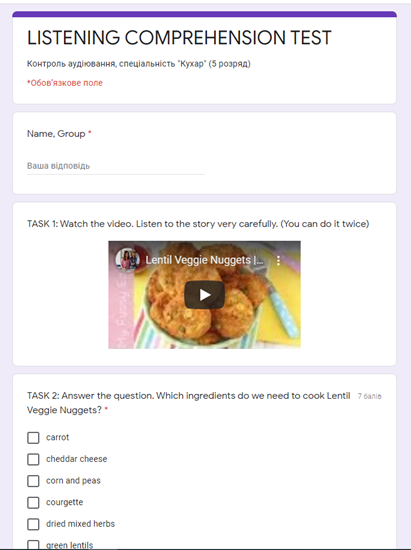 LISTENING COMPREHENSION TEST
Контроль аудіювання, спеціальність "Кухар" (5 розряд)
*Обов'язкове поле
Name, Group *
Ваша відповідь
TASK 1: Watch the video. Listen to the story very carefully. (You can do it twice)
Lentil Veggie Nuggets |...
TASK 2: Answer the question. Which ingredients do we need to cook Lentil
Veggie Nuggets? *
7 балів
carrot
cheddar cheese
corn and peas
courgette
dried mixed herbs
green lentils